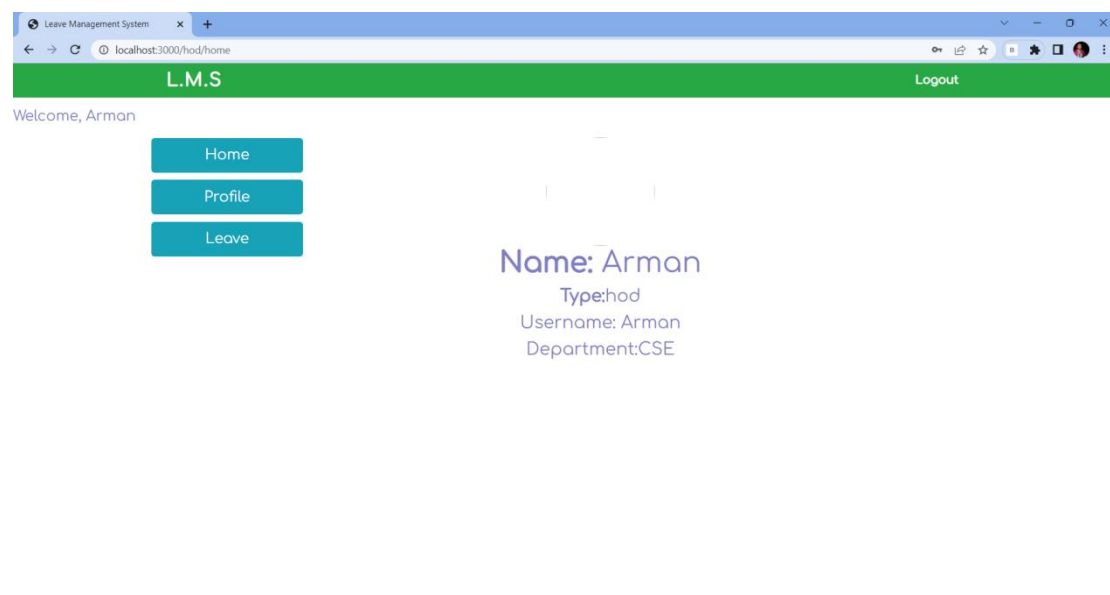 Leave Management System
localhost:3000/hod/home
L.M.S
Logout
Welcome, Arman
Home
Profile
Leave
Name: Arman
Type:hod
Username: Arman
Department:CSE